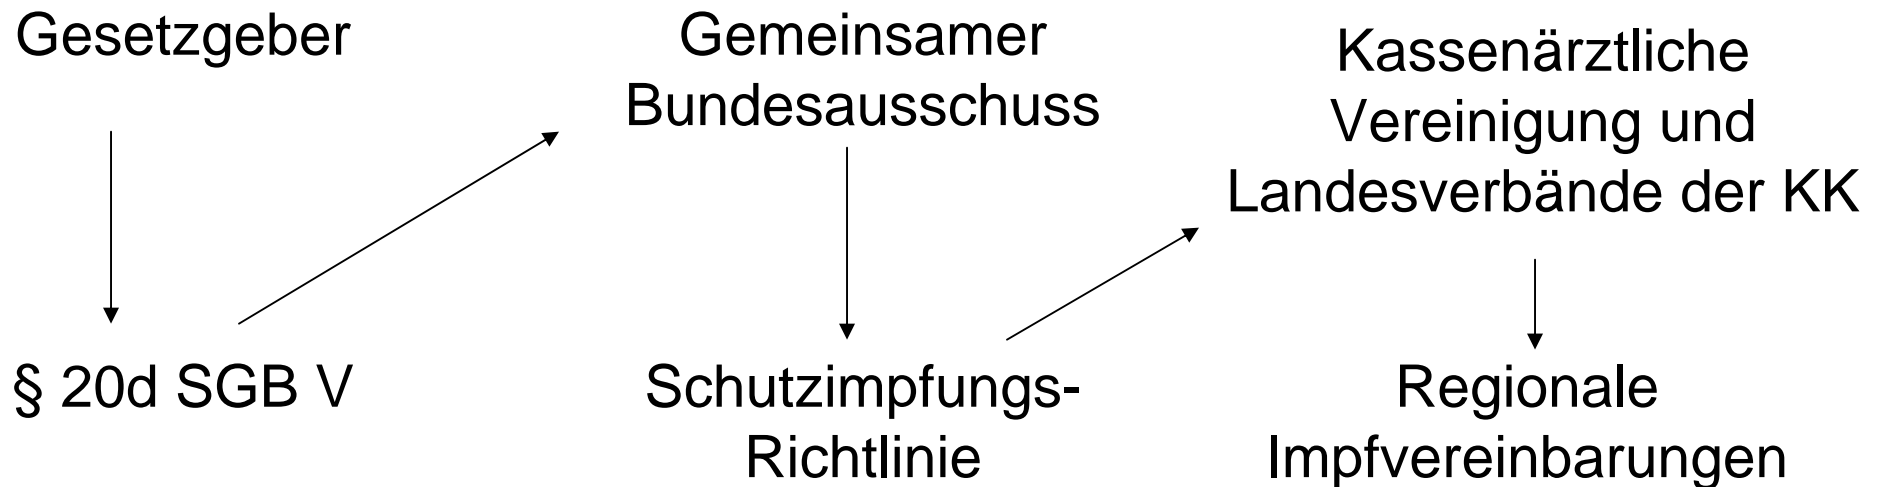 Gesetzgeber
§ 20d SGB V
Gemeinsamer
Bundesausschuss
Schutzimpfungs-
Richtlinie
Kassenärztliche
Vereinigung und
Landesverbände der KK
Regionale
Impfvereinbarungen